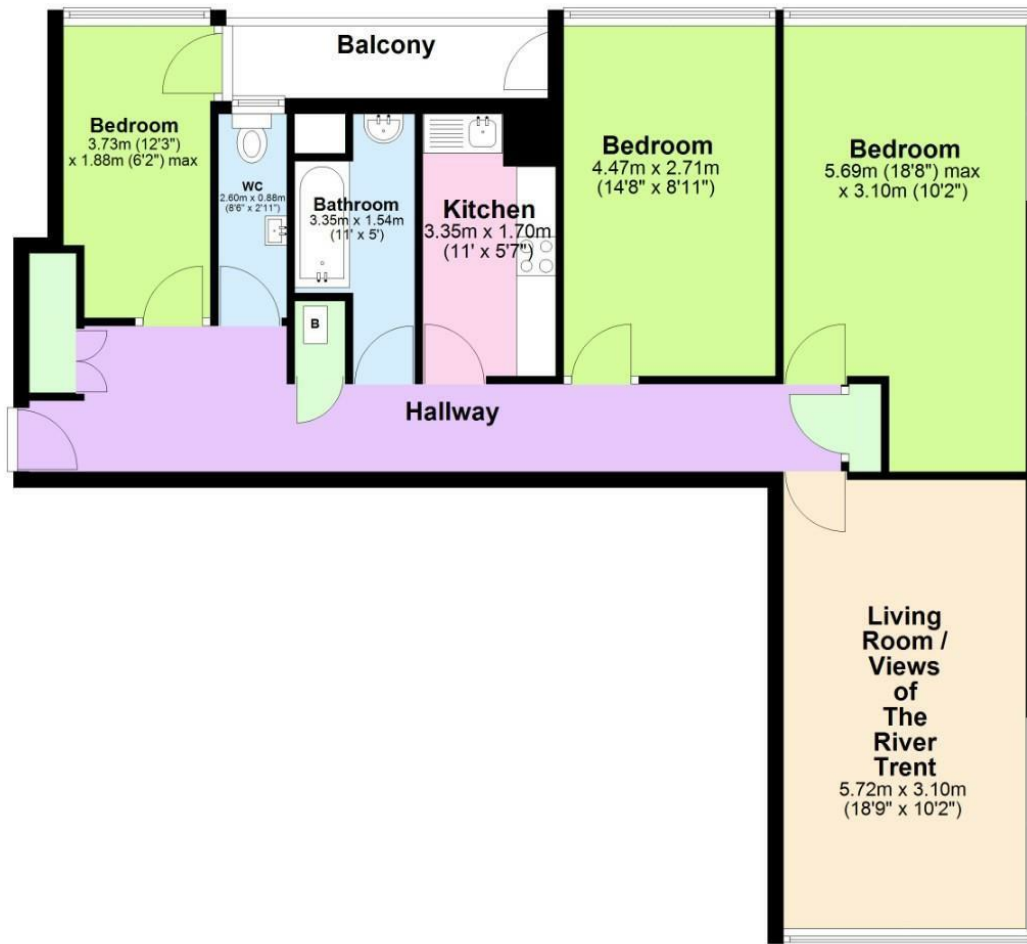 Balcony
Bedroom
3.73m (12'3")
x 1.88m (6'2") max
WC
2.60m x 0.88m
(8'6" x 2'11")
Bathroom
3.35m x 1.54m
(11' x 5')
Kitchen
3.35m x 1.70m
(11' x 5'7")
Bedroom
4.47m x 2.71m
(14'8" x 8'11")
Bedroom
5.69m (18'8") max
x 3.10m (10'2")
B
Hallway
Living
Room /
Views
of
The
River
Trent
5.72m x 3.10m
(18'9" x 10'2")